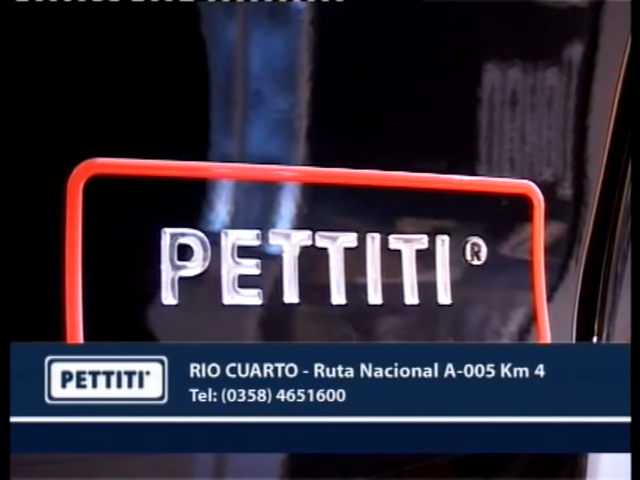 PETTITI®
PETTITI®
RIO CUARTO - Ruta Nacional A-005 Km 4
Tel: (0358) 4651600